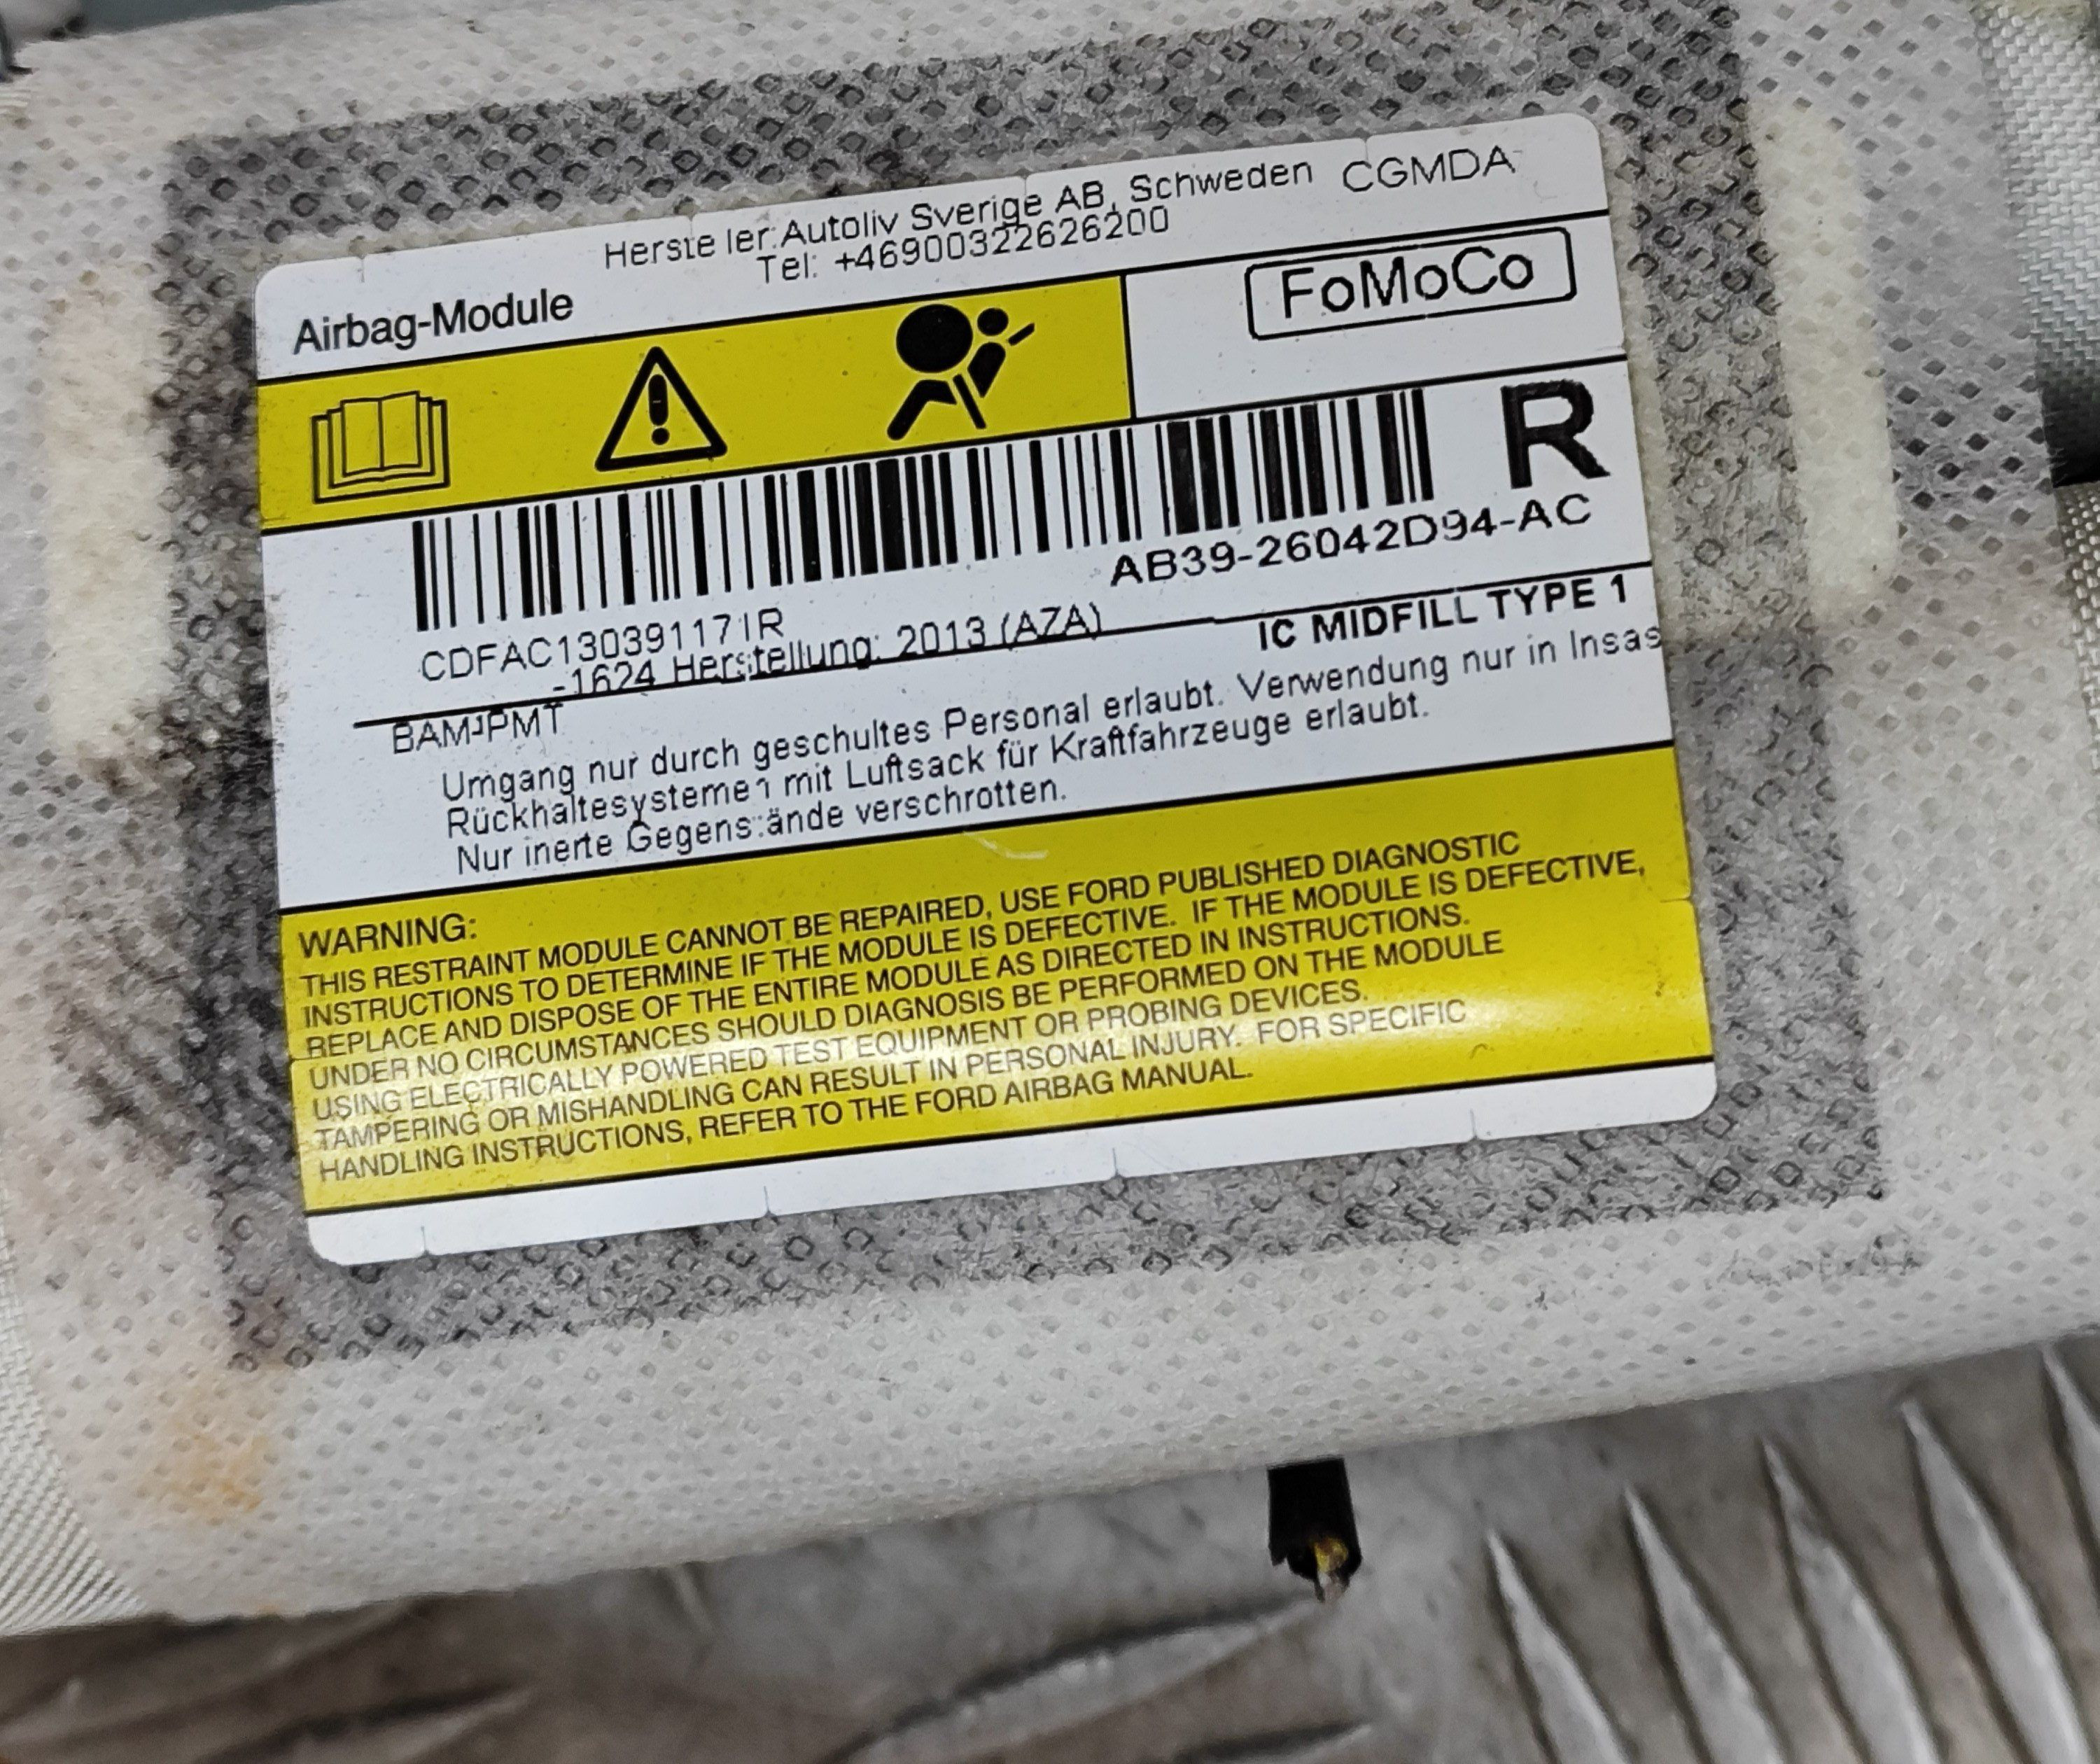 Herste ler: Autoliv Sverige AB, Schweden CGMDA
Tel: +46900322626200
Airbag-Module
FoMoCo
R
AB39-26042D94-AC
CDFAC130391171R
-1624 Herstellung: 2013 (AZA)
IC MIDFILL TYPE 1
BAM-PMT
Umgang nur durch geschultes Personal erlaubt. Verwendung nur in Insas
Rückhaltesystemen mit Luftsack für Kraftfahrzeuge erlaubt.
Nur inerte Gegenstände verschrotten.
WARNING:
THIS RESTRAINT MODULE CANNOT BE REPAIRED, USE FORD PUBLISHED DIAGNOSTIC
INSTRUCTIONS TO DETERMINE IF THE MODULE IS DEFECTIVE. IF THE MODULE IS DEFECTIVE,
REPLACE AND DISPOSE OF THE ENTIRE MODULE AS DIRECTED IN INSTRUCTIONS.
UNDER NO CIRCUMSTANCES SHOULD DIAGNOSIS BE PERFORMED ON THE MODULE
USING ELECTRICALLY POWERED TEST EQUIPMENT OR PROBING DEVICES.
TAMPERING OR MISHANDLING CAN RESULT IN PERSONAL INJURY. FOR SPECIFIC
HANDLING INSTRUCTIONS, REFER TO THE FORD AIRBAG MANUAL.